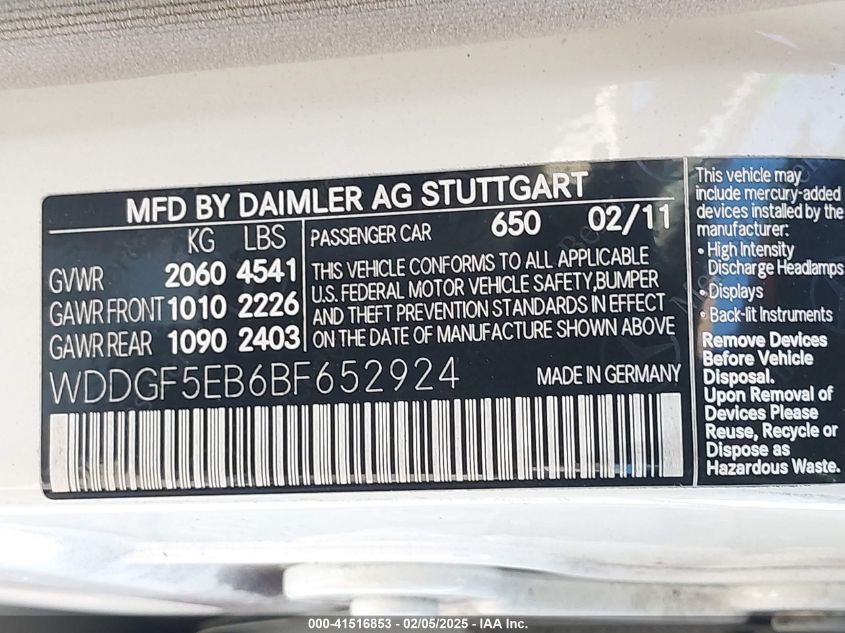 MFD BY DAIMLER AG STUTTGART
KG LBS
GVWR 2060 4541
GAWR FRONT 1010 2226
GAWR REAR 1090 2403
PASSENGER CAR 650 02/11
THIS VEHICLE CONFORMS TO ALL APPLICABLE
U.S. FEDERAL MOTOR VEHICLE SAFETY,BUMPER
AND THEFT PREVENTION STANDARDS IN EFFECT
ON THE DATE OF MANUFACTURE SHOWN ABOVE
WDDGF5EB6BF652924 MADE IN GERMANY
This vehicle may
include mercury-added
devices installed by the
manufacturer:
• High Intensity
Discharge Headlamps
• Displays
• Back-lit Instruments
Remove Devices
Before Vehicle
Disposal.
Upon Removal of
Devices Please
Reuse, Recycle or
Dispose as
Hazardous Waste.
000-41516853 - 02/05/2025 - IAAI, Inc.